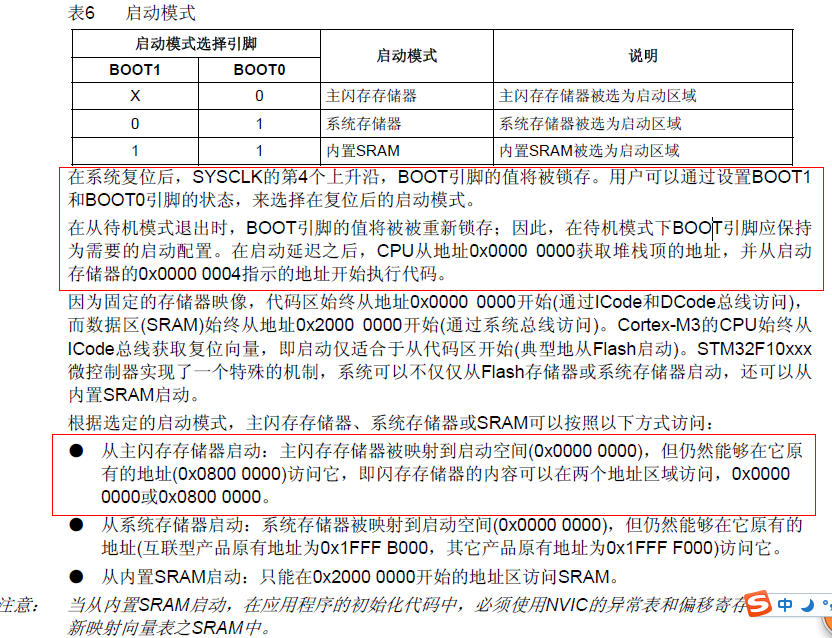 表6 启动模式
启动模式选择引脚 启动模式 说明
BOOT1 BOOT0
X 0 主闪存存储器 主闪存存储器被选为启动区域
0 1 系统存储器 系统存储器被选为启动区域
1 1 内置SRAM 内置SRAM被选为启动区域
在系统复位后，SYSCLK的第4个上升沿，BOOT引脚的值将被锁存。用户可以通过设置BOOT1
和BOOT0引脚的状态，来选择在复位后的启动模式。
在从待机模式退出时，BOOT引脚的值将被被重新锁存；因此，在待机模式下BOOT引脚应保持
为需要的启动配置。在启动延迟之后，CPU从地址0x0000 0000获取堆栈顶的地址，并从启动
存储器的0x0000 0004指示的地址开始执行代码。
因为固定的存储器映像，代码区始终从地址0x0000 0000开始(通过ICode和DCode总线访问)，
而数据区(SRAM)始终从地址0x2000 0000开始(通过系统总线访问)。Cortex-M3的CPU始终从
ICode总线获取复位向量，即启动仅适合于从代码区开始(典型地从Flash启动)。STM32F10xxx
微控制器实现了一个特殊的机制，系统可以不仅仅从Flash存储器或系统存储器启动，还可以从
内置SRAM启动。
根据选定的启动模式，主闪存存储器、系统存储器或SRAM可以按照以下方式访问：
● 从主闪存存储器启动：主闪存存储器被映射到启动空间(0x0000 0000)，但仍然能够在它原
有的地址(0x0800 0000)访问它，即闪存存储器的内容可以在两个地址区域访问，0x0000
0000或0x0800 0000。
● 从系统存储器启动：系统存储器被映射到启动空间(0x0000 0000)，但仍然能够在它原有的
地址(互联型产品原有地址为0x1FFF B000，其它产品原有地址为0x1FFF F000)访问它。
● 从内置SRAM启动：只能在0x2000 0000开始的地址区访问SRAM。
注意： 当从内置SRAM启动，在应用程序的初始化代码中，必须使用NVIC的异常表和偏移寄存
新映射向量表之SRAM中。
S 中